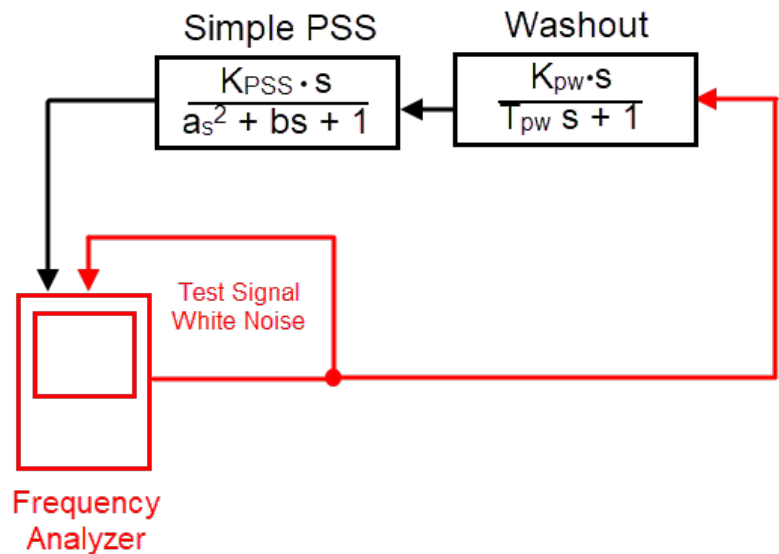 Simple PSS
Washout
KPSS · s
as² + bs + 1
Kpw·s
Tpw s + 1
Test Signal
White Noise
Frequency
Analyzer